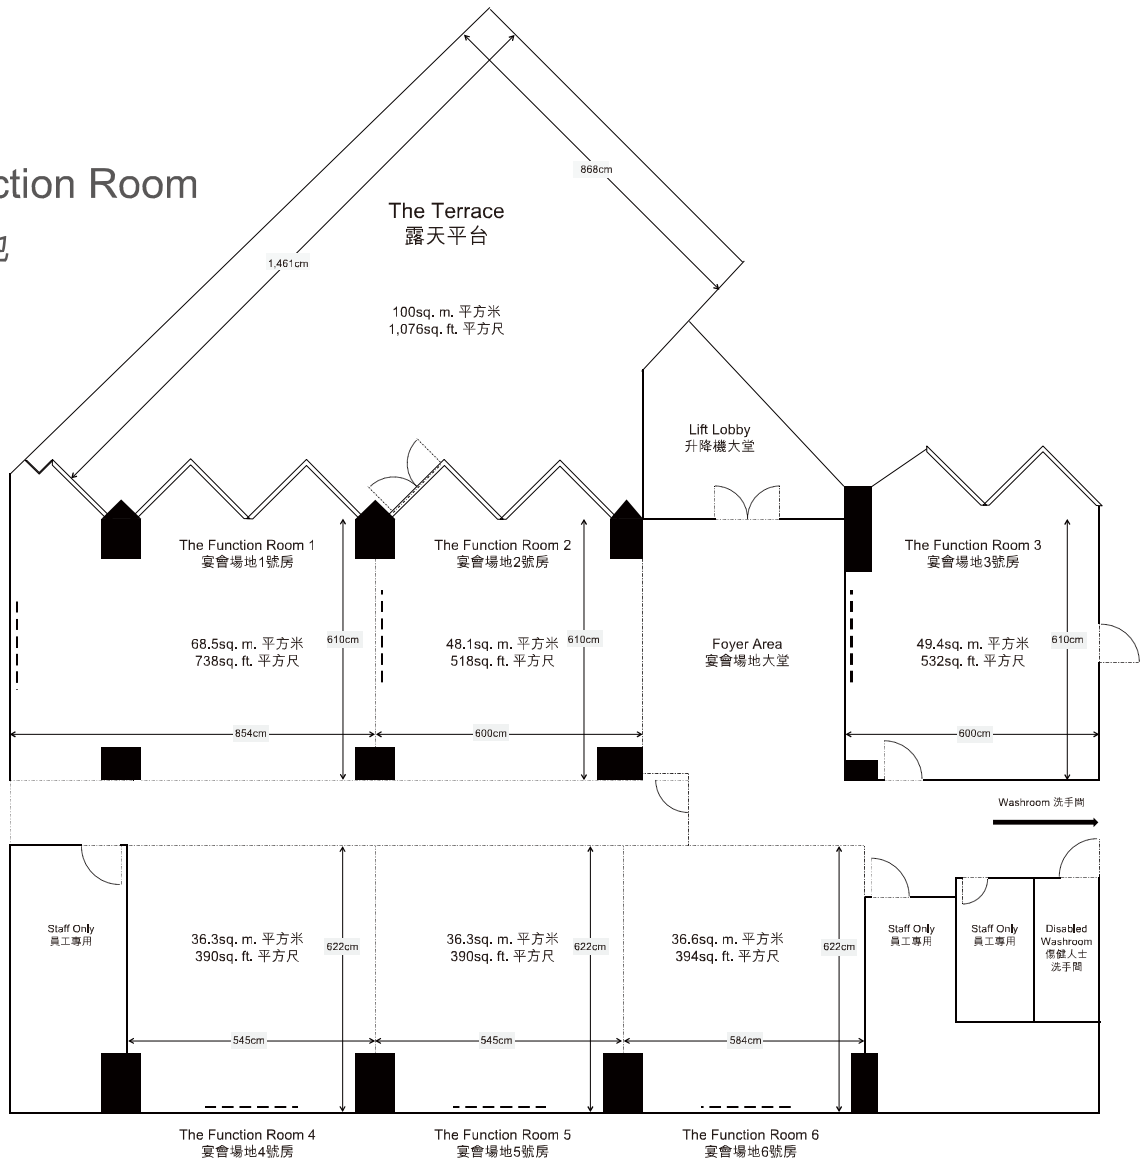 ction Room
868cm
The Terrace
露天平台
1,461cm
100sq. m. 平方米
1,076sq. ft. 平方尺
Lift Lobby
升降機大堂
The Function Room 1
宴會場地1號房
The Function Room 2
宴會場地2號房
The Function Room 3
宴會場地3號房
68.5sq. m. 平方米
738sq. ft. 平方尺
610cm
48.1sq. m. 平方米
518sq. ft. 平方尺
610cm
Foyer Area
宴會場地大堂
49.4sq. m. 平方米
532sq. ft. 平方尺
610cm
854cm
600cm
600cm
Washroom 洗手間
Staff Only
員工專用
36.3sq. m. 平方米
390sq. ft. 平方尺
622cm
36.3sq. m. 平方米
390sq. ft. 平方尺
622cm
36.6sq. m. 平方米
394sq. ft. 平方尺
622cm
Staff Only
員工專用
Staff Only
員工專用
Disabled
Washroom
傷健人士
洗手間
545cm
545cm
584cm
The Function Room 4
宴會場地4號房
The Function Room 5
宴會場地5號房
The Function Room 6
宴會場地6號房